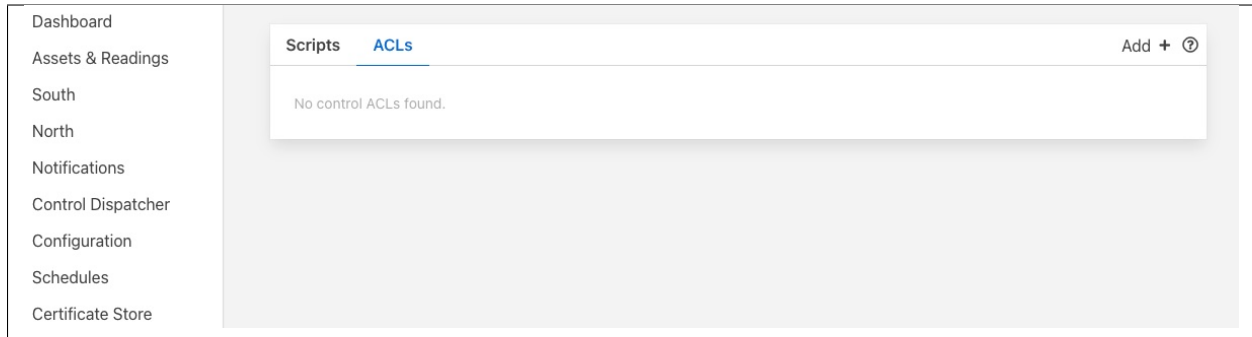 Dashboard
Assets & Readings
South
North
Notifications
Control Dispatcher
Configuration
Schedules
Certificate Store
Scripts ACLs Add +
No control ACLs found.